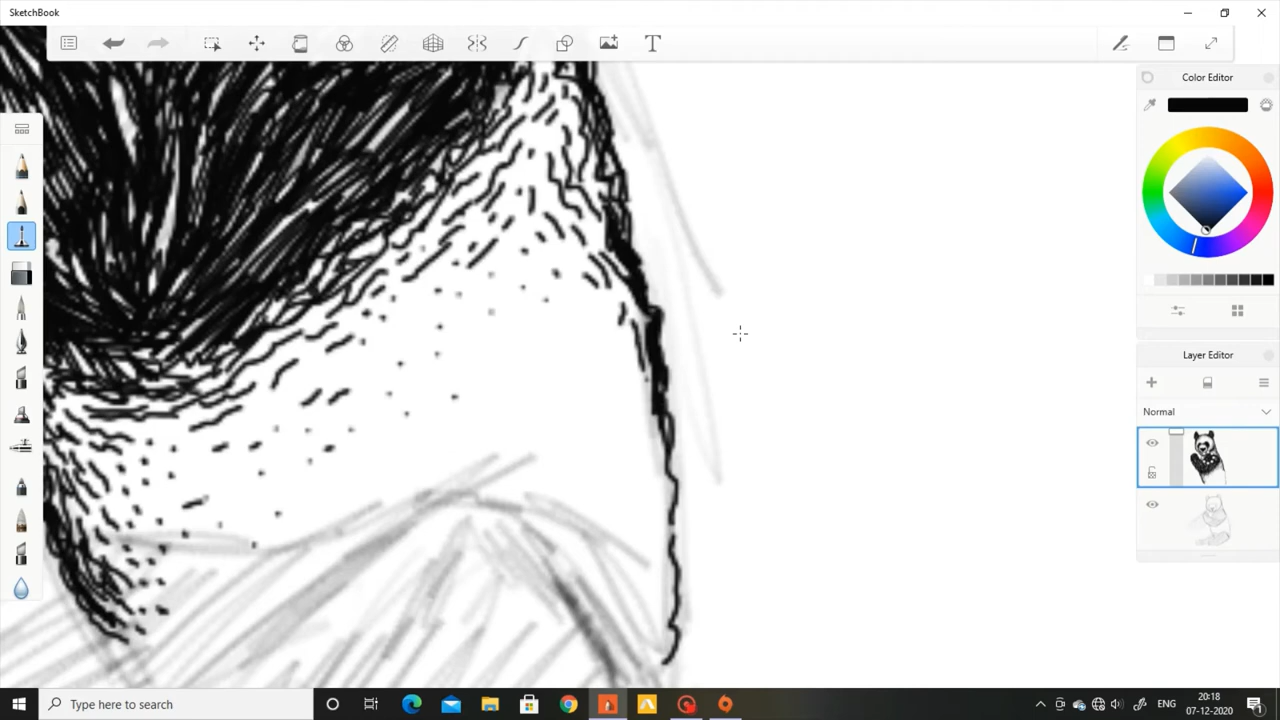 SketchBook
Color Editor
Layer Editor
Normal
Type here to search
ENG
20:18
07-12-2020